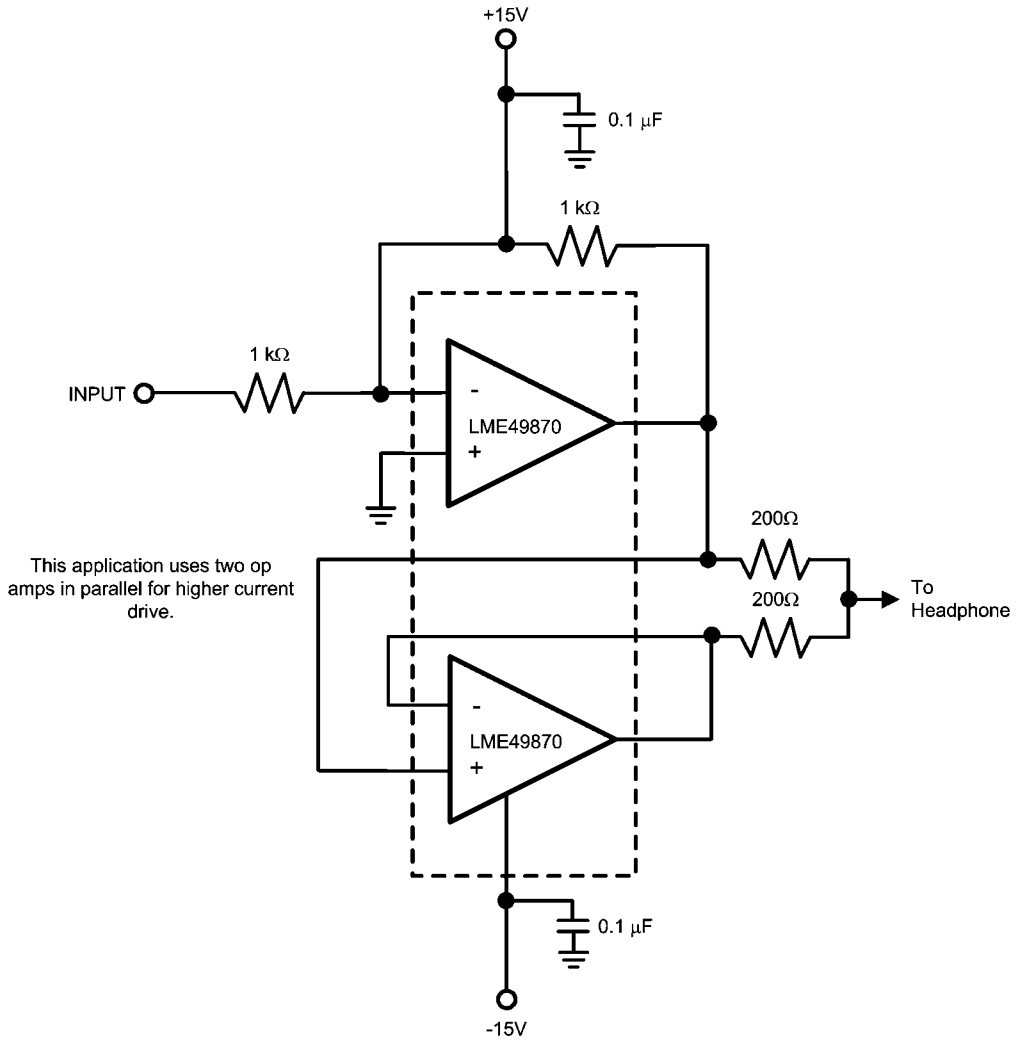 +15V
0.1 μF
1 kΩ
1 kΩ
INPUT
-
LME49870
+
This application uses two op
amps in parallel for higher current
drive.
200Ω
To
Headphone
200Ω
-
LME49870
+
0.1 μF
-15V